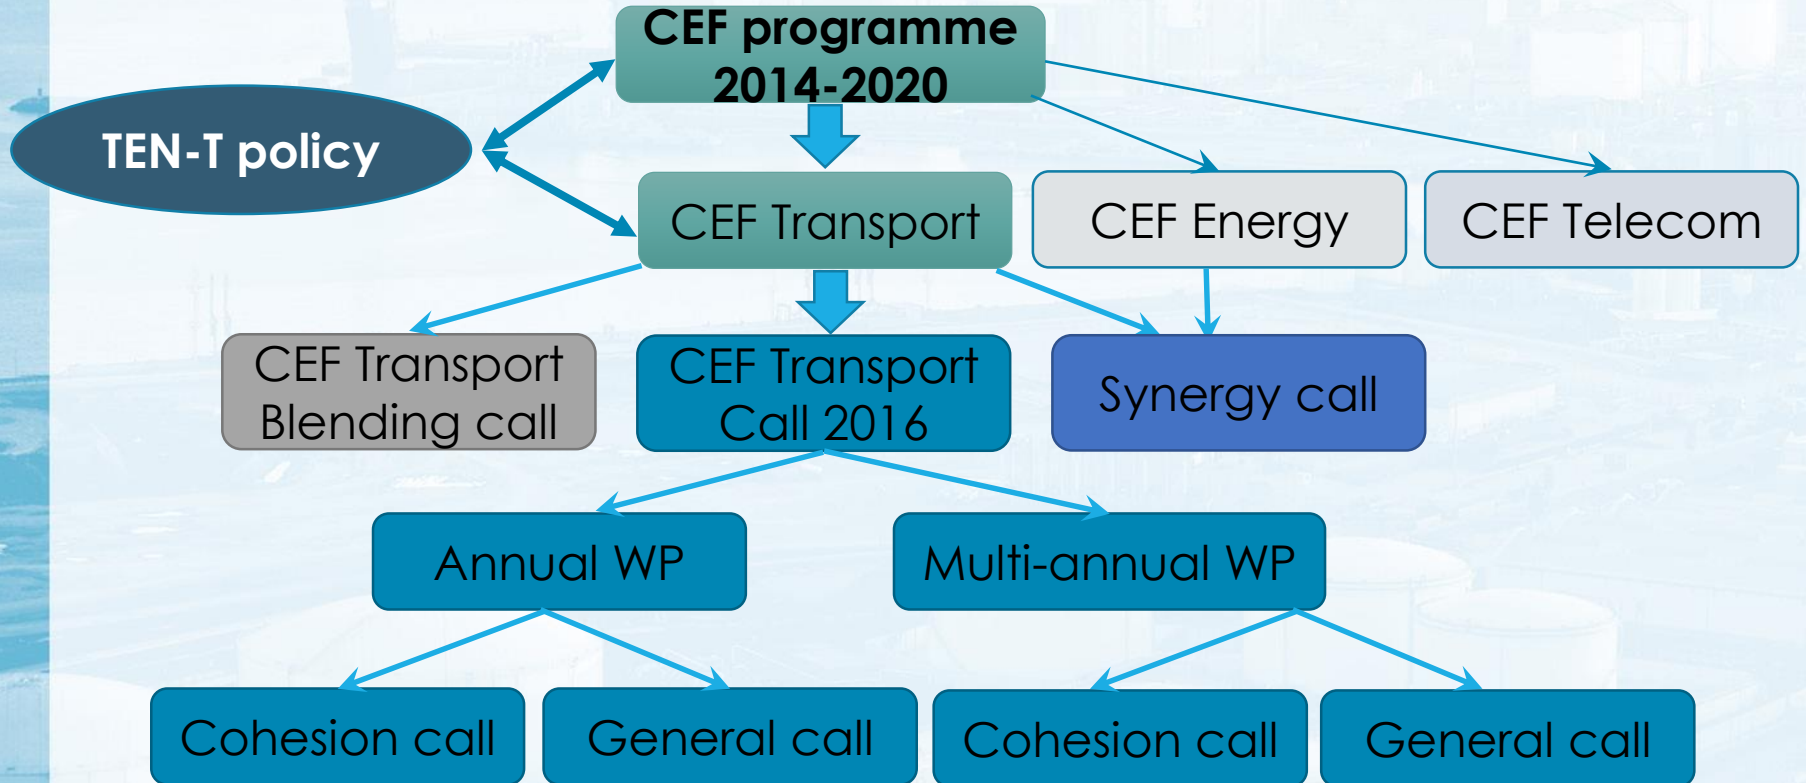 CEF programme
2014-2020
TEN-T policy
CEF Transport
CEF Energy
CEF Telecom
CEF Transport
Blending call
CEF Transport
Call 2016
Synergy call
Annual WP
Multi-annual WP
Cohesion call
General call
Cohesion call
General call